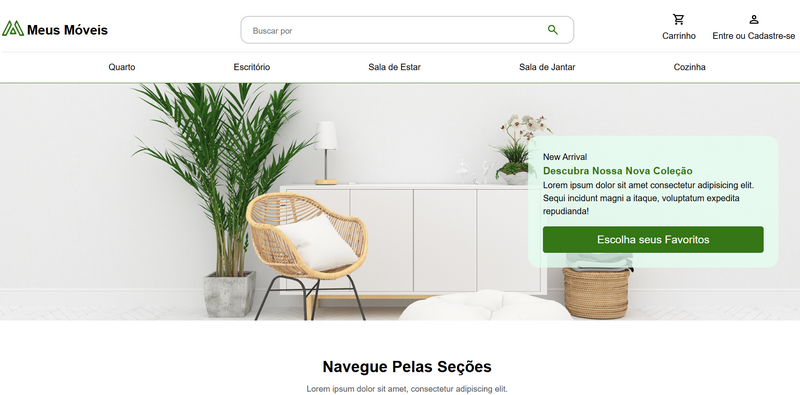 Meus Móveis
Buscar por
Carrinho
Entre ou Cadastre-se
Quarto
Escritório
Sala de Estar
Sala de Jantar
Cozinha
New Arrival
Descubra Nossa Nova Coleção
Lorem ipsum dolor sit amet consectetur adipisicing elit.
Sequi incidunt magni a itaque, voluptatum expedita
repudianda!
Escolha seus Favoritos
Navegue Pelas Seções
Lorem ipsum dolor sit amet, consectetur adipiscing elit.